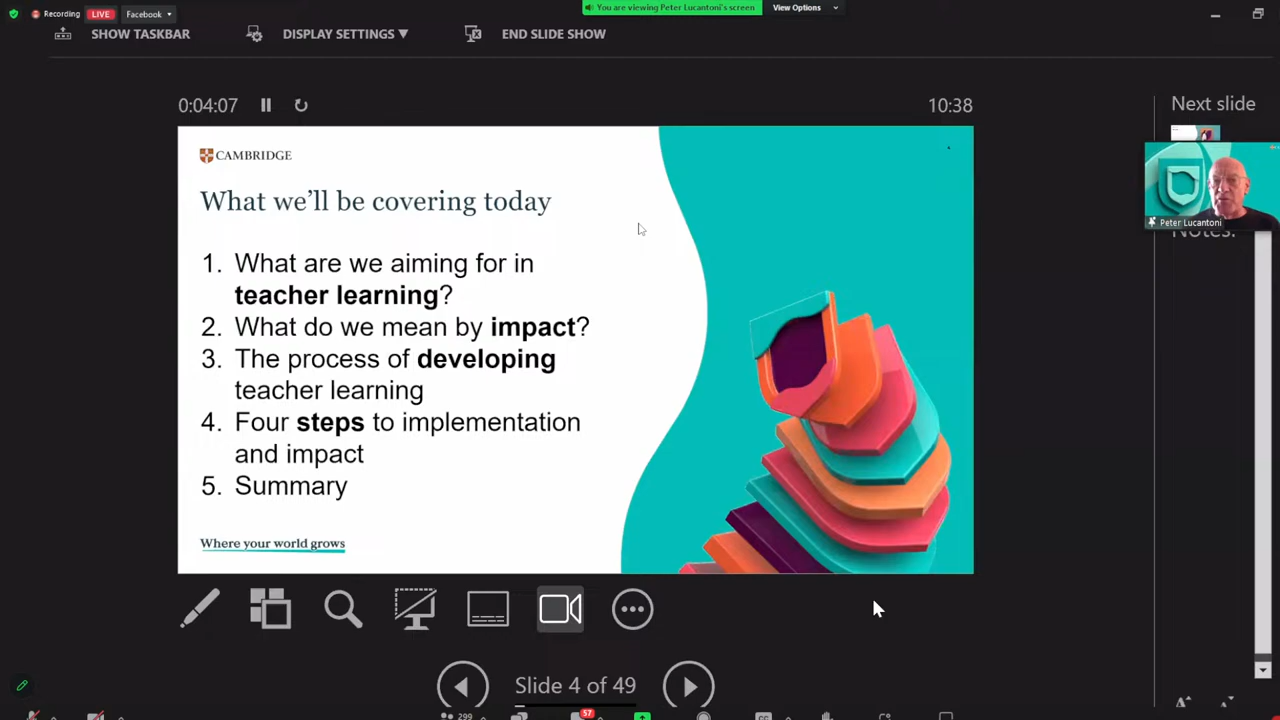 Recording
LIVE
Facebook
You are viewing Peter Lucantoni's screen
View Options
SHOW TASKBAR
DISPLAY SETTINGS
END SLIDE SHOW
0:04:07
10:38
Next slide
CAMBRIDGE
What we'll be covering today
1. What are we aiming for in
teacher learning?
2. What do we mean by impact?
3. The process of developing
teacher learning
4. Four steps to implementation
and impact
5. Summary
Where your world grows
Peter Lucantoni
Notes:
Slide 4 of 49
299
57